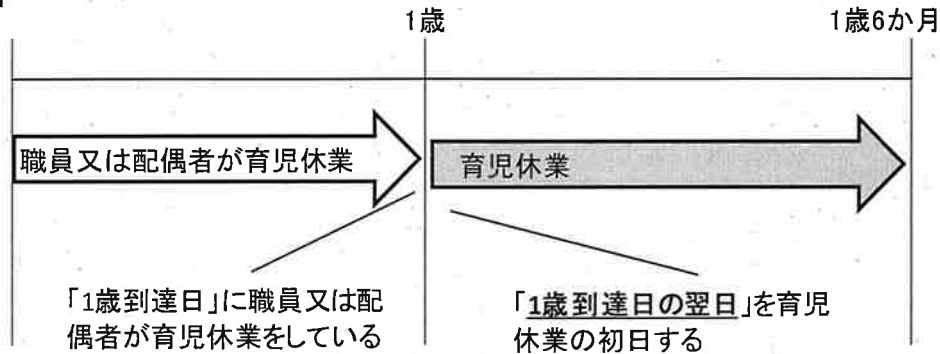 1歳
1歳6か月
職員又は配偶者が育児休業
育児休業
「1歳到達日」に職員又は配
偶者が育児休業をしている
「1歳到達日の翌日」を育児
休業の初日する